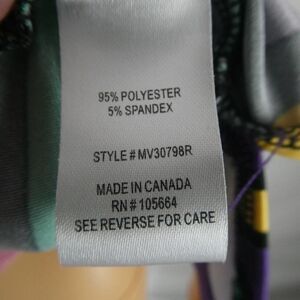 95% POLYESTER
5% SPANDEX
STYLE # MV30798R
MADE IN CANADA
RN # 105664
SEE REVERSE FOR CARE